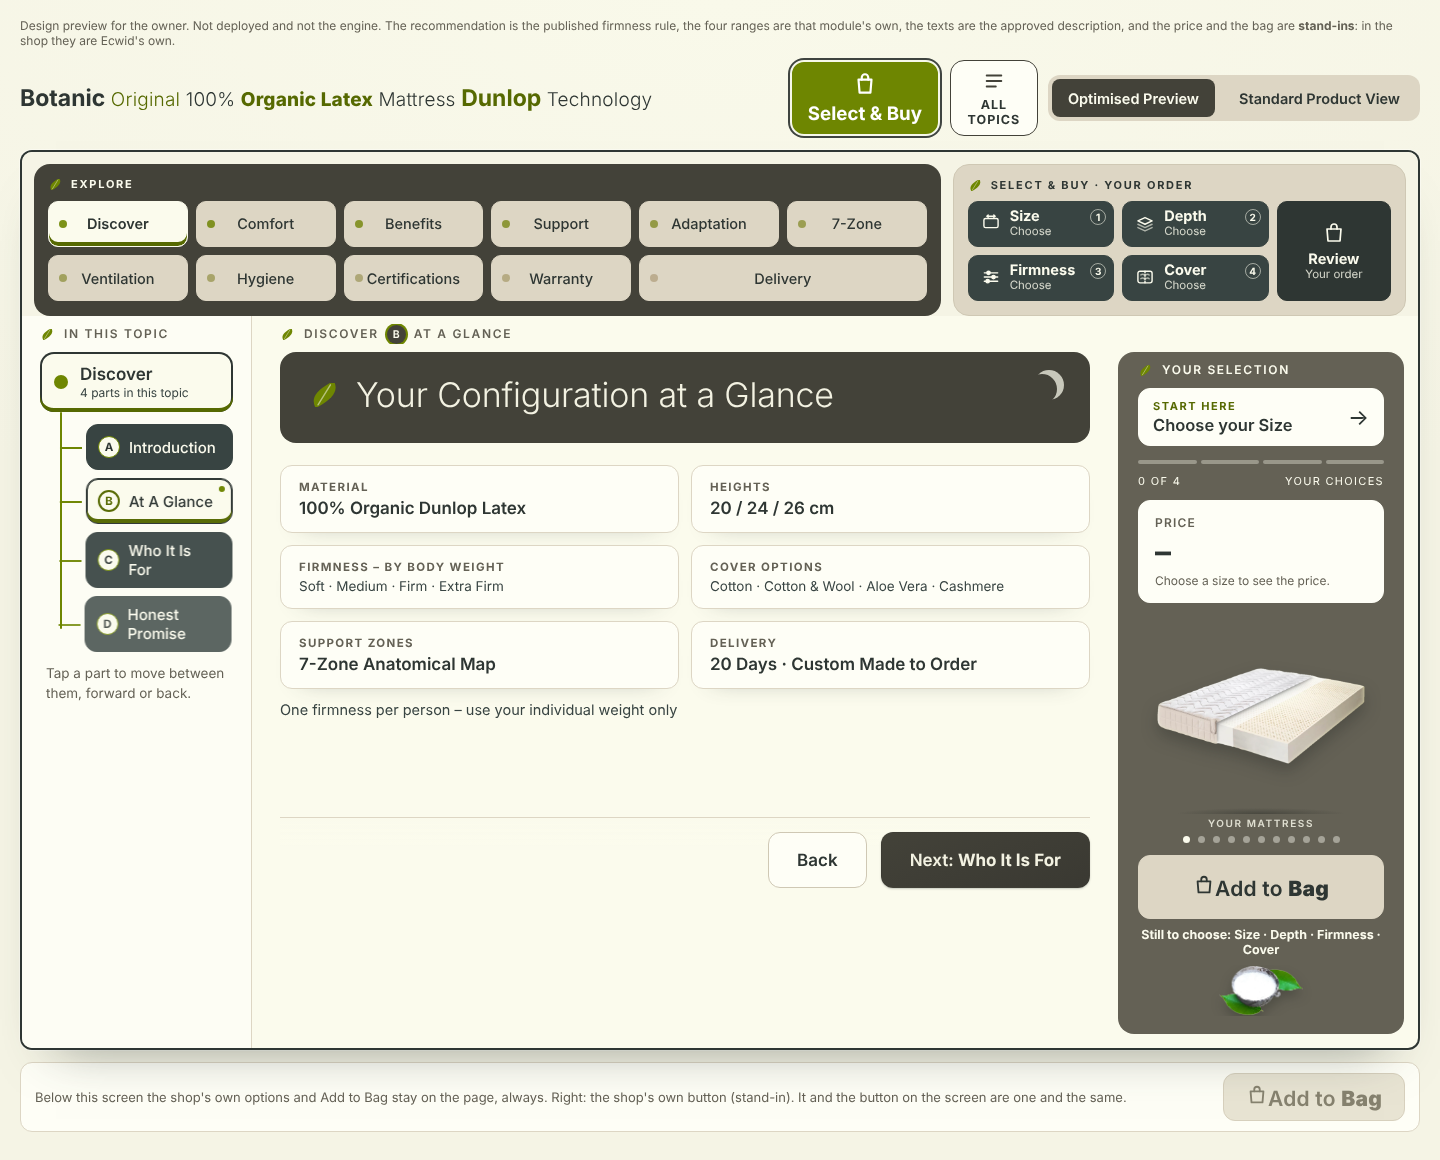 Design preview for the owner. Not deployed and not the engine. The recommendation is the published firmness rule, the four ranges are that module's own, the texts are the approved description, and the price and the bag are stand-ins: in the
shop they are Ecwid's own.
Botanic Original 100% Organic Latex Mattress Dunlop Technology
Select & Buy
ALL
TOPICS
Optimised Preview
Standard Product View
EXPLORE
Discover
Comfort
Benefits
Support
Adaptation
7-Zone
Ventilation
Hygiene
Certifications
Warranty
Delivery
SELECT & BUY · YOUR ORDER
Size
Choose
1
Depth
Choose
2
Firmness
Choose
3
Cover
Choose
4
Review
Your order
IN THIS TOPIC
Discover
4 parts in this topic
A Introduction
B At A Glance
C Who It Is
For
D Honest
Promise
Tap a part to move between
them, forward or back.
DISCOVER B AT A GLANCE
Your Configuration at a Glance
MATERIAL
100% Organic Dunlop Latex
HEIGHTS
20 / 24 / 26 cm
FIRMNESS – BY BODY WEIGHT
Soft · Medium · Firm · Extra Firm
COVER OPTIONS
Cotton · Cotton & Wool · Aloe Vera · Cashmere
SUPPORT ZONES
7-Zone Anatomical Map
DELIVERY
20 Days · Custom Made to Order
One firmness per person – use your individual weight only
Back
Next: Who It Is For
YOUR SELECTION
START HERE
Choose your Size
0 OF 4
YOUR CHOICES
PRICE
–
Choose a size to see the price.
YOUR MATTRESS
Add to Bag
Still to choose: Size · Depth · Firmness ·
Cover
Below this screen the shop's own options and Add to Bag stay on the page, always. Right: the shop's own button (stand-in). It and the button on the screen are one and the same.
Add to Bag